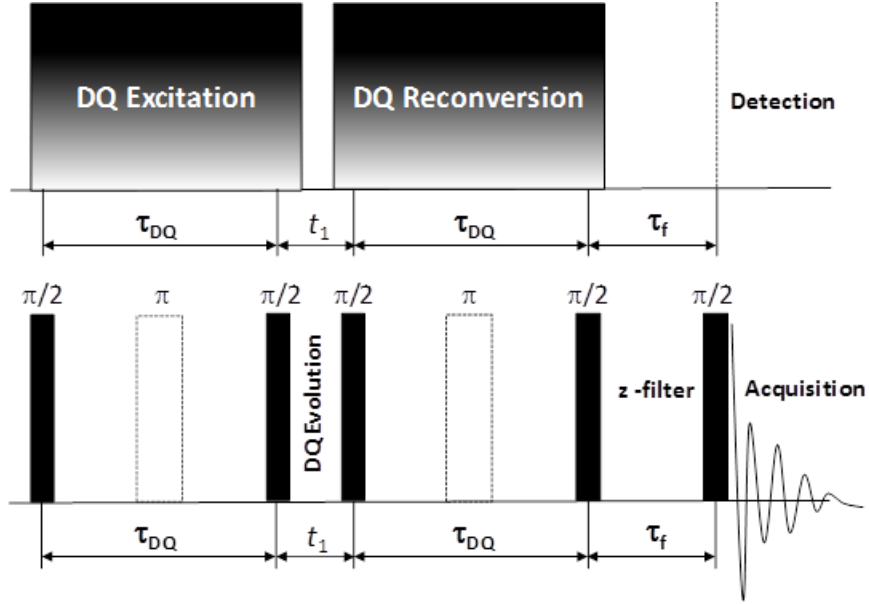 DQ Excitation
DQ Reconversion
Detection
τDQ
t1
τDQ
τf
π/2
π
π/2
π/2
π
π/2
π/2
DQ Evolution
z -filter
Acquisition
τDQ
t1
τDQ
τf